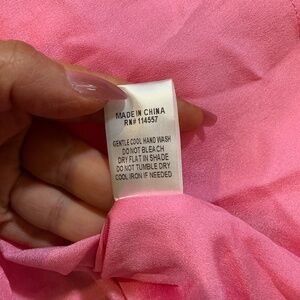 MADE IN CHINA
RN# 114557
GENTLE COOL HAND WASH
DO NOT BLEACH
DRY FLAT IN SHADE
DO NOT TUMBLE DRY
COOL IRON IF NEEDED